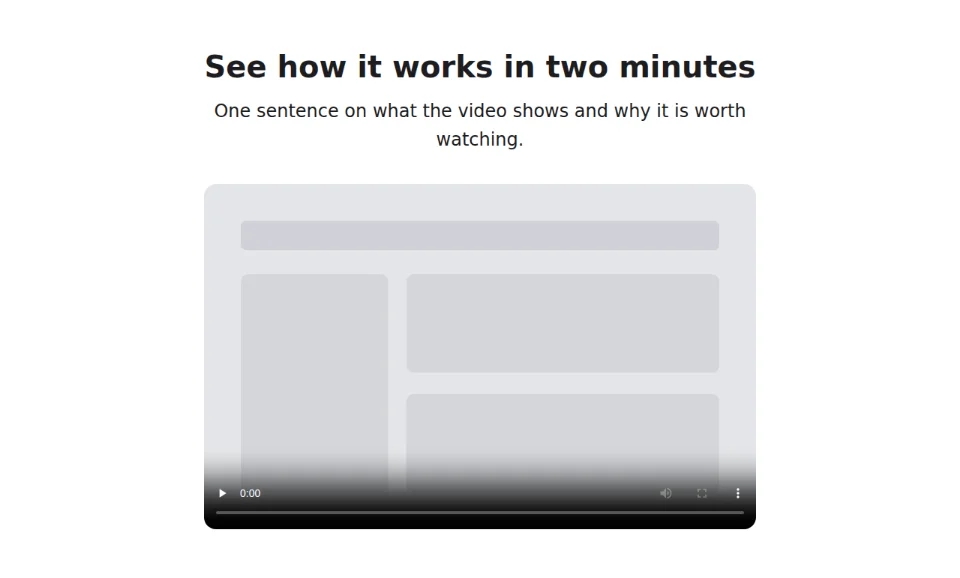 See how it works in two minutes
One sentence on what the video shows and why it is worth
watching.
0:00